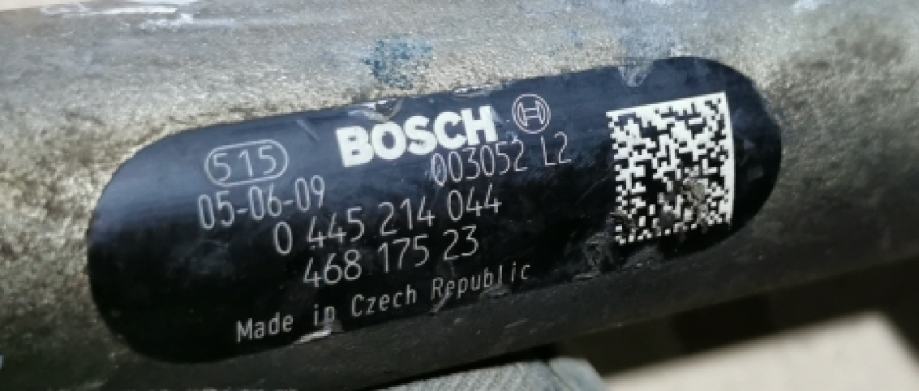 515 BOSCH
05-06-09 003052 L2
0 445 214 044
468 175 23
Made in Czech Republic